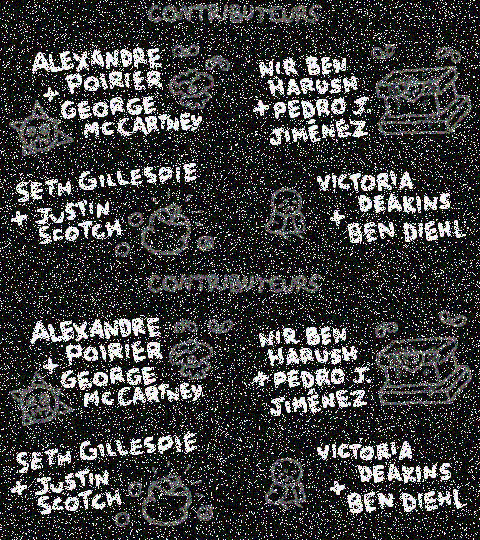 CONTRIBUTEURS
ALEXANDRE
POIRIER
+ GEORGE
MCCARTNEY
NIR BEN
HARUSH
+ PEDRO J.
JIMÉNEZ
SETH GILLESPIE
+ JUSTIN
SCOTCH
VICTORIA
DEAKINS
+
BEN DIEHL
CONTRIBUTEURS
ALEXANDRE
POIRIER
+ GEORGE
MCCARTNEY
NIR BEN
HARUSH
+ PEDRO J.
JIMÉNEZ
SETH GILLESPIE
+ JUSTIN
SCOTCH
VICTORIA
DEAKINS
+
BEN DIEHL